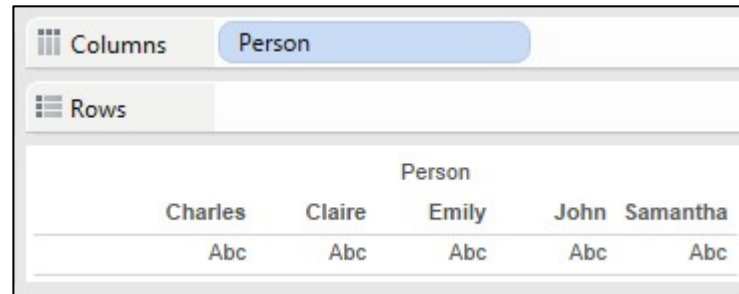 Columns Person
Rows
Person
Charles Claire Emily John Samantha
Abc Abc Abc Abc Abc